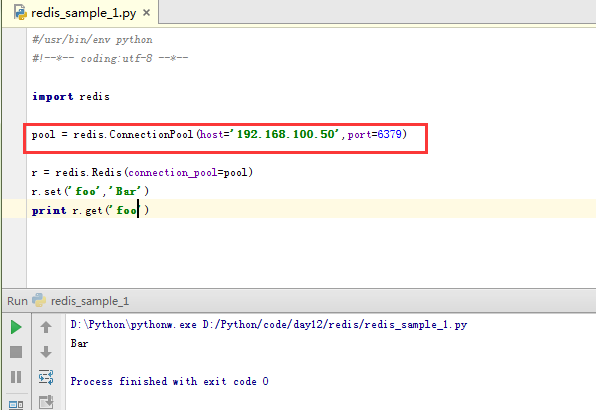 redis_sample_1.py
#/usr/bin/env python
#!--*-- coding:utf-8 --*--
import redis
pool = redis.ConnectionPool(host='192.168.100.50',port=6379)
r = redis.Redis(connection_pool=pool)
r.set('foo','Bar')
print r.get('foo')
Run redis_sample_1
D:\Python\pythonw.exe D:/Python/code/day12/redis/redis_sample_1.py
Bar
Process finished with exit code 0